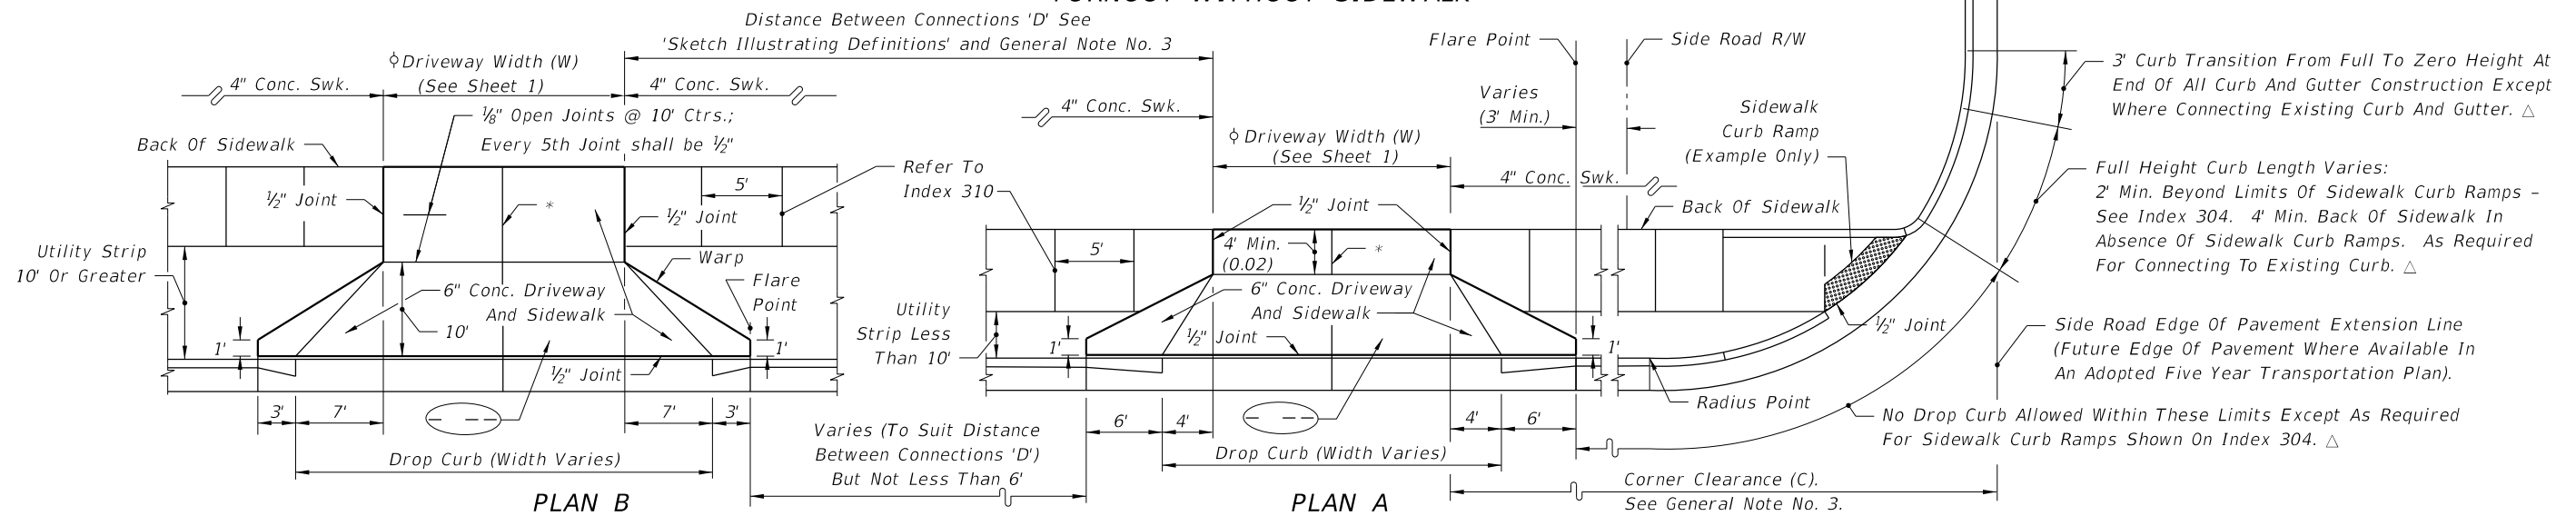 Distance Between Connections 'D' See
'Sketch Illustrating Definitions' and General Note No. 3
Driveway Width (W)
(See Sheet 1)
4" Conc. Swk.
4" Conc. Swk.
⅛" Open Joints @ 10' Ctrs.;
Every 5th Joint shall be ½"
Back Of Sidewalk
½" Joint
*
½" Joint
5'
Refer To
Index 310
Utility Strip
10' Or Greater
Warp
Flare
Point
6" Conc. Driveway
And Sidewalk
10'
1'
1'
½" Joint
3'
7'
7'
3'
Drop Curb (Width Varies)
PLAN B
Varies (To Suit Distance
Between Connections 'D')
But Not Less Than 6'
4" Conc. Swk.
Driveway Width (W)
(See Sheet 1)
4" Conc. Swk.
Flare Point
Side Road R/W
Varies
(3' Min.)
Sidewalk
Curb Ramp
(Example Only)
Back Of Sidewalk
½" Joint
5'
4' Min.
(0.02)
*
Utility
Strip Less
Than 10'
6" Conc. Driveway
And Sidewalk
½" Joint
1'
1'
½" Joint
Radius Point
6'
4'
4'
6'
Drop Curb (Width Varies)
PLAN A
Corner Clearance (C).
See General Note No. 3.
3' Curb Transition From Full To Zero Height At
End Of All Curb And Gutter Construction Except
Where Connecting Existing Curb And Gutter. △
Full Height Curb Length Varies:
2' Min. Beyond Limits Of Sidewalk Curb Ramps –
See Index 304. 4' Min. Back Of Sidewalk In
Absence Of Sidewalk Curb Ramps. As Required
For Connecting To Existing Curb. △
Side Road Edge Of Pavement Extension Line
(Future Edge Of Pavement Where Available In
An Adopted Five Year Transportation Plan).
No Drop Curb Allowed Within These Limits Except As Required
For Sidewalk Curb Ramps Shown On Index 304. △